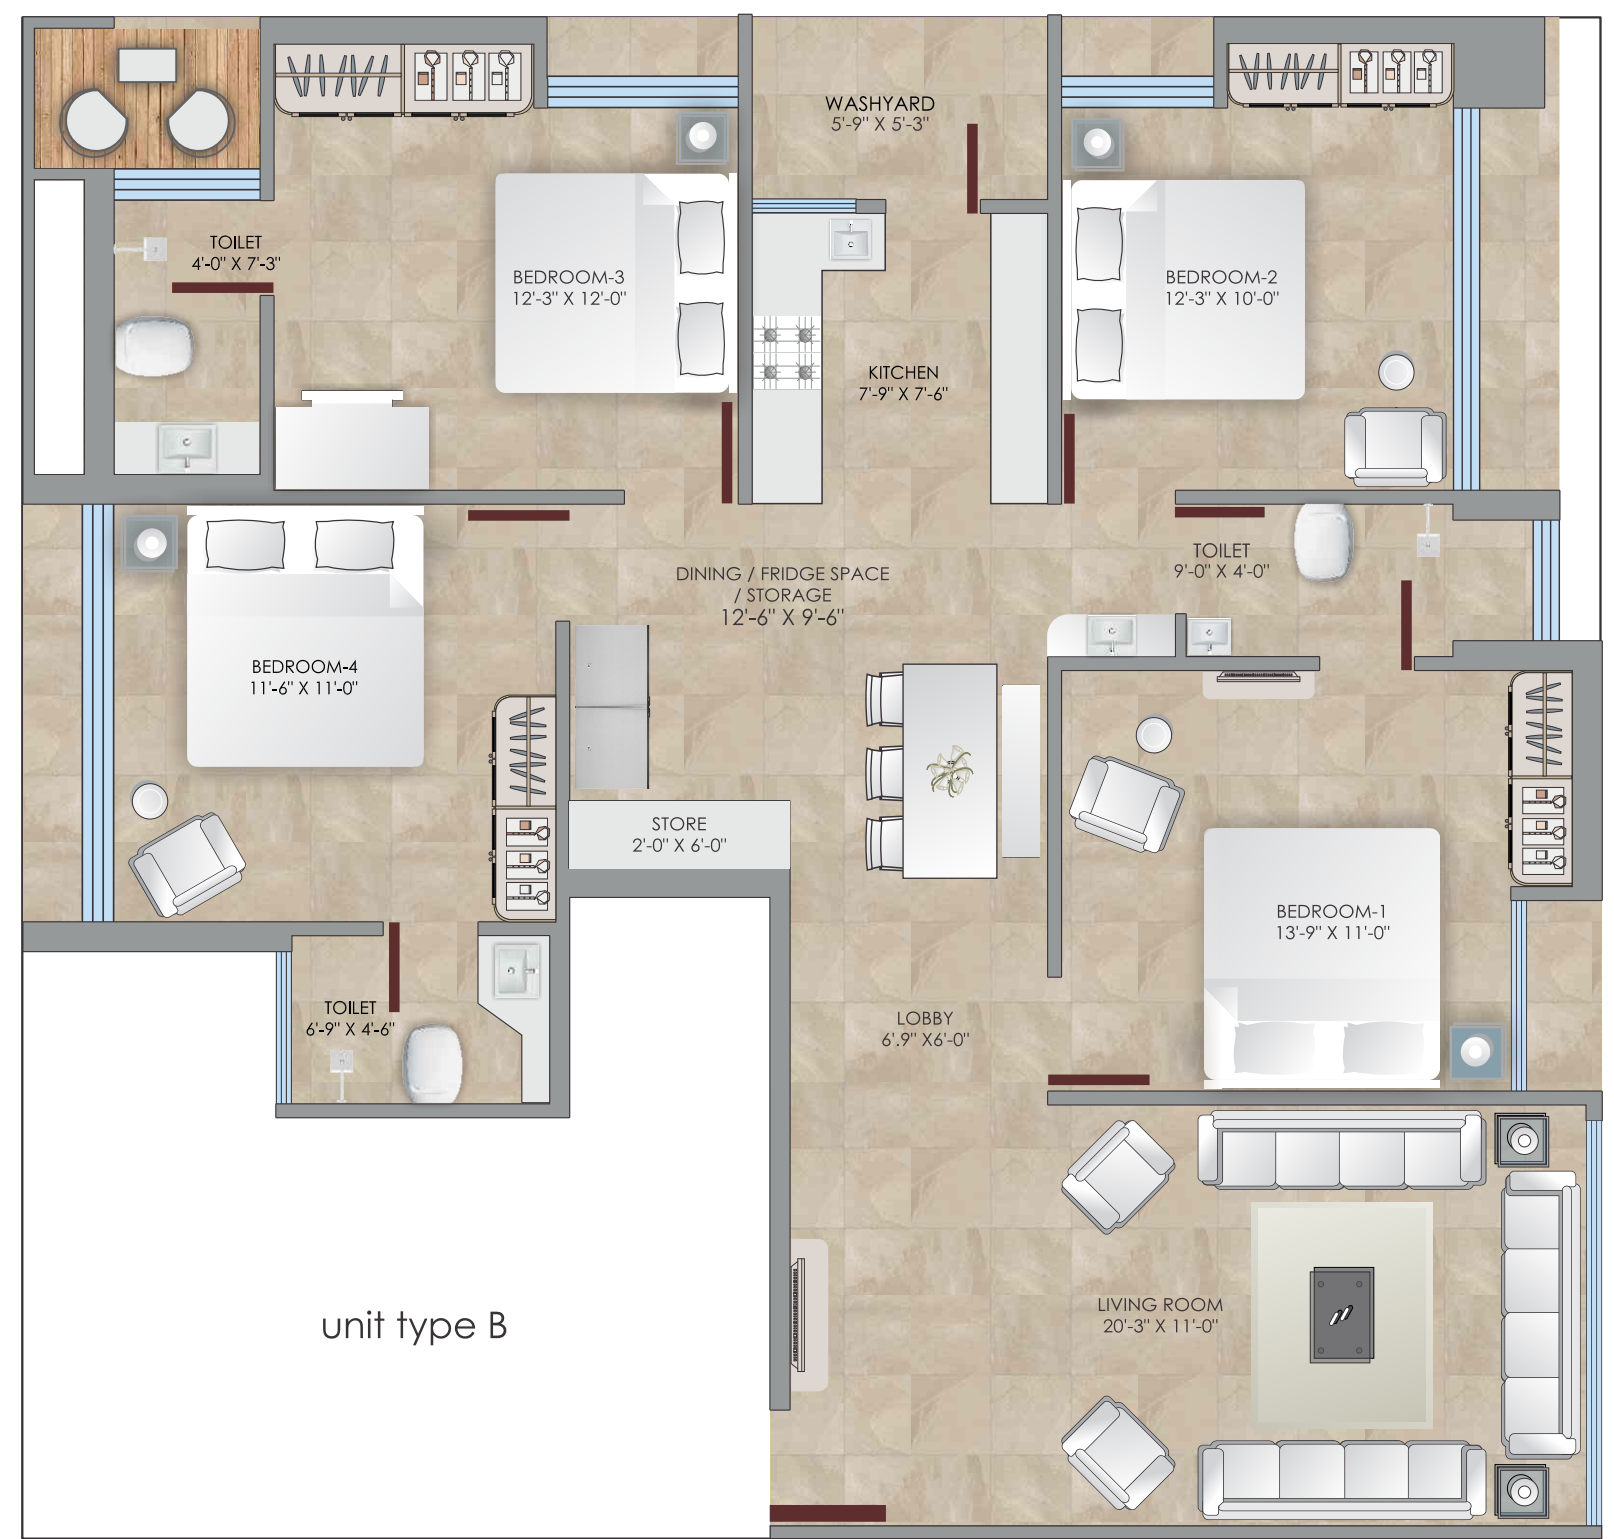 WASHYARD
5'-9" X 5'-3"
TOILET
4'-0" X 7'-3"
BEDROOM-3
12'-3" X 12'-0"
BEDROOM-2
12'-3" X 10'-0"
KITCHEN
7'-9" X 7'-6"
DINING / FRIDGE SPACE
/ STORAGE
12'-6" X 9'-6"
TOILET
9'-0" X 4'-0"
BEDROOM-4
11'-6" X 11'-0"
STORE
2'-0" X 6'-0"
BEDROOM-1
13'-9" X 11'-0"
TOILET
6'-9" X 4'-6"
LOBBY
6'.9" X6'-0"
LIVING ROOM
20'-3" X 11'-0"
unit type B